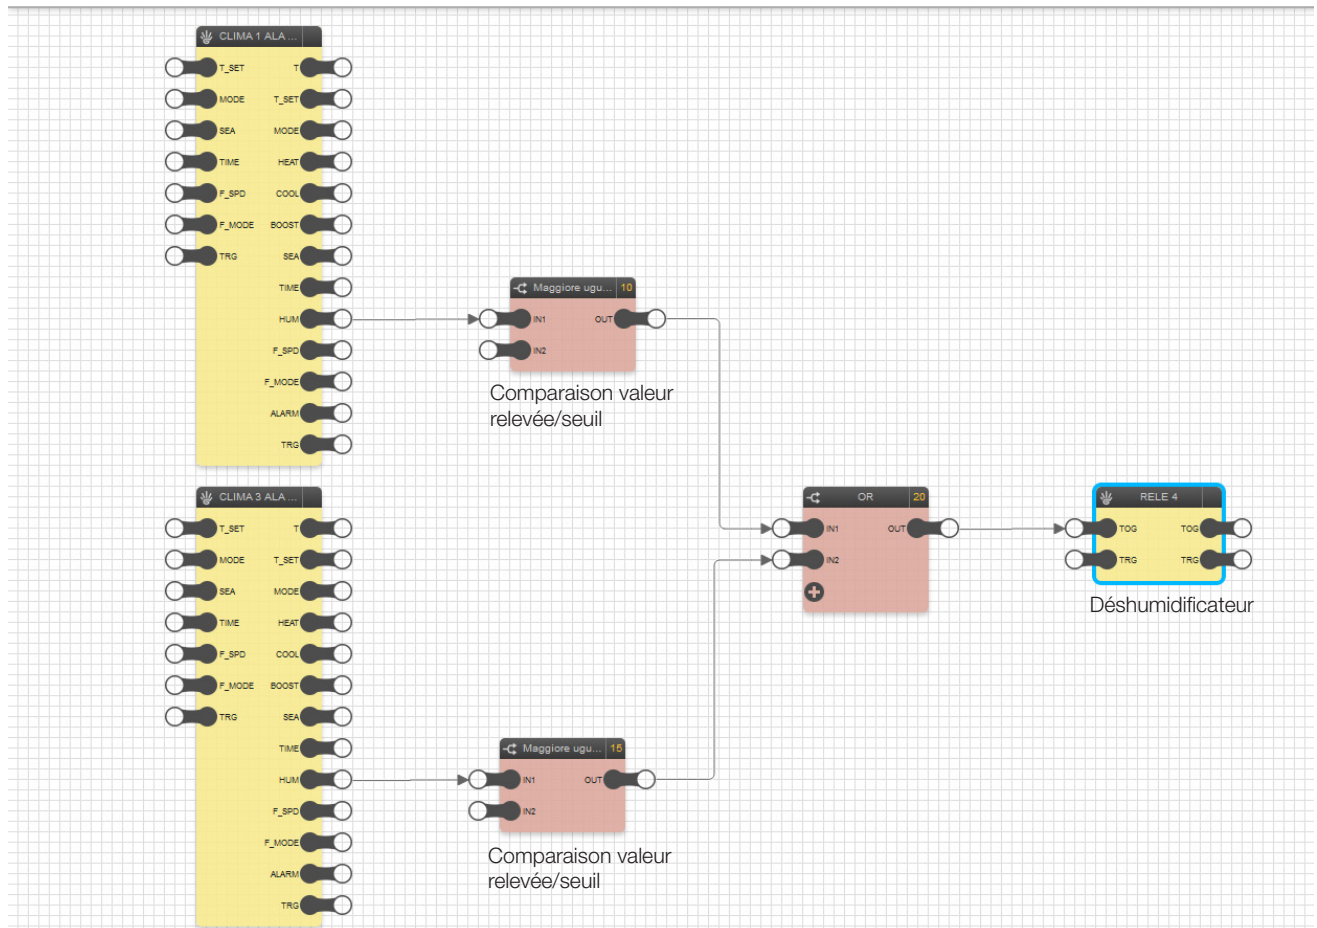 CLIMA 1 ALA ...
T_SET T
MODE T_SET
SEA MODE
TIME HEAT
F_SPD COOL
F_MODE BOOST
TRG SEA
TIME
HUM
F_SPD
F_MODE
ALARM
TRG
Maggiore ugu... 10
IN1 OUT
IN2
Comparaison valeur
relevée/seuil
CLIMA 3 ALA ...
T_SET T
MODE T_SET
SEA MODE
TIME HEAT
F_SPD COOL
F_MODE BOOST
TRG SEA
TIME
HUM
F_SPD
F_MODE
ALARM
TRG
Maggiore ugu... 15
IN1 OUT
IN2
Comparaison valeur
relevée/seuil
OR 20
IN1 OUT
IN2
RELE 4
TOG TOG
TRG TRG
Déshumidificateur